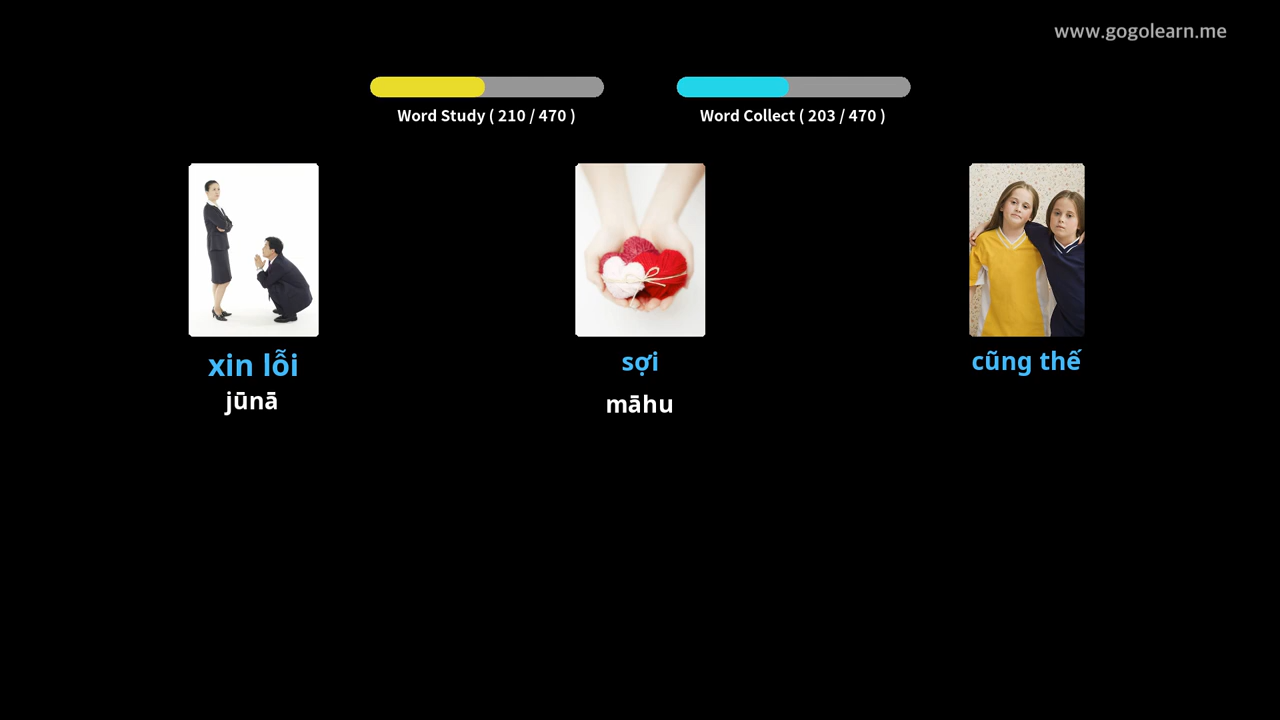 www.gogolearn.me
Word Study ( 210 / 470 )
Word Collect ( 203 / 470 )
xin lỗi
jūnā
sợi
māhu
cũng thế